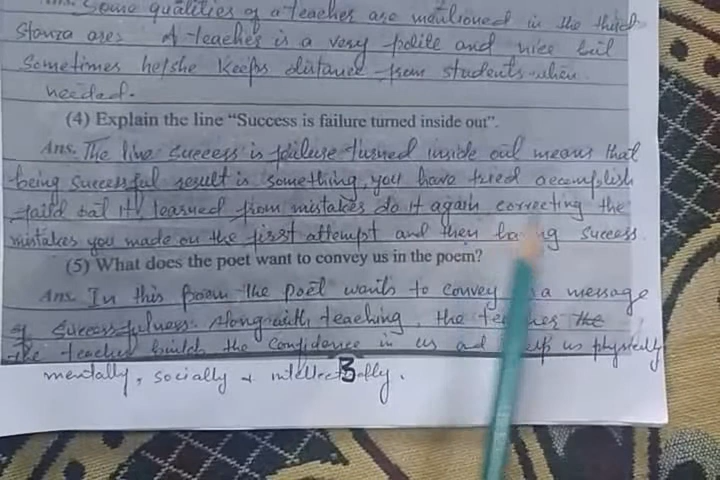 Some qualities of a teacher are mentioned in the third
Stanza ares A teacher is a very polite and nice but
Sometimes he/she keeps distance from students when
needed.
(4) Explain the line "Success is failure turned inside out".
Ans. The line success is failure turned inside out means that
being successful result is something, you have tried accomplish
faild but it learned from mistakes do it again correcting the
mistakes you made on the first attempt and then success.
(5) What does the poet want to convey us in the poem?
Ans. In this poem the poet wants to convey a message
of successfulness. Along with teaching, the the
the teacher builds the confidence in us and us physically
mentally, socially + intellectually.
3